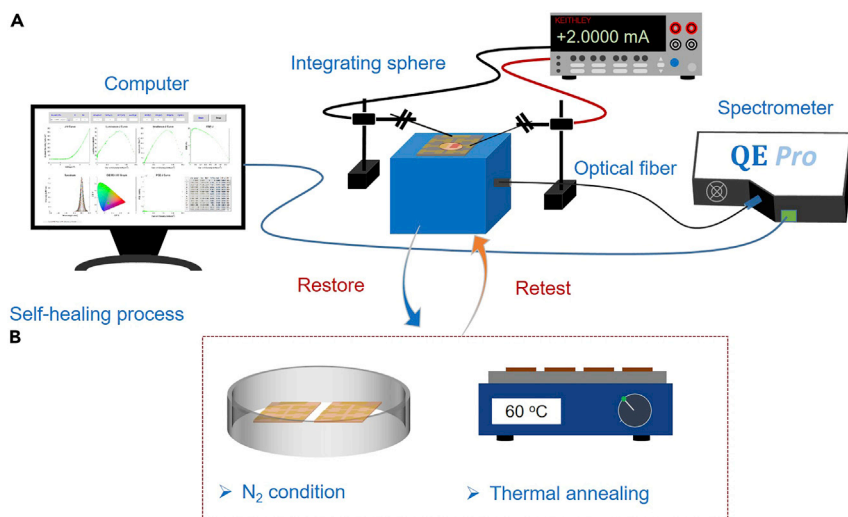 A
KEITHLEY
+2.0000 mA
Integrating sphere
Computer
Spectrometer
QE Pro
Optical fiber
Restore
Retest
Self-healing process
B
60 °C
➢ N₂ condition
➢ Thermal annealing